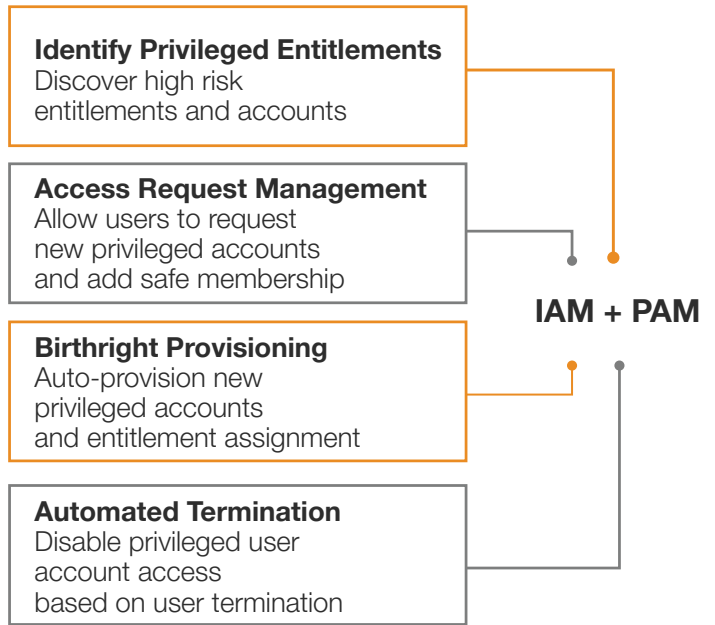 Identify Privileged Entitlements
Discover high risk
entitlements and accounts
Access Request Management
Allow users to request
new privileged accounts
and add safe membership
IAM + PAM
Birthright Provisioning
Auto-provision new
privileged accounts
and entitlement assignment
Automated Termination
Disable privileged user
account access
based on user termination